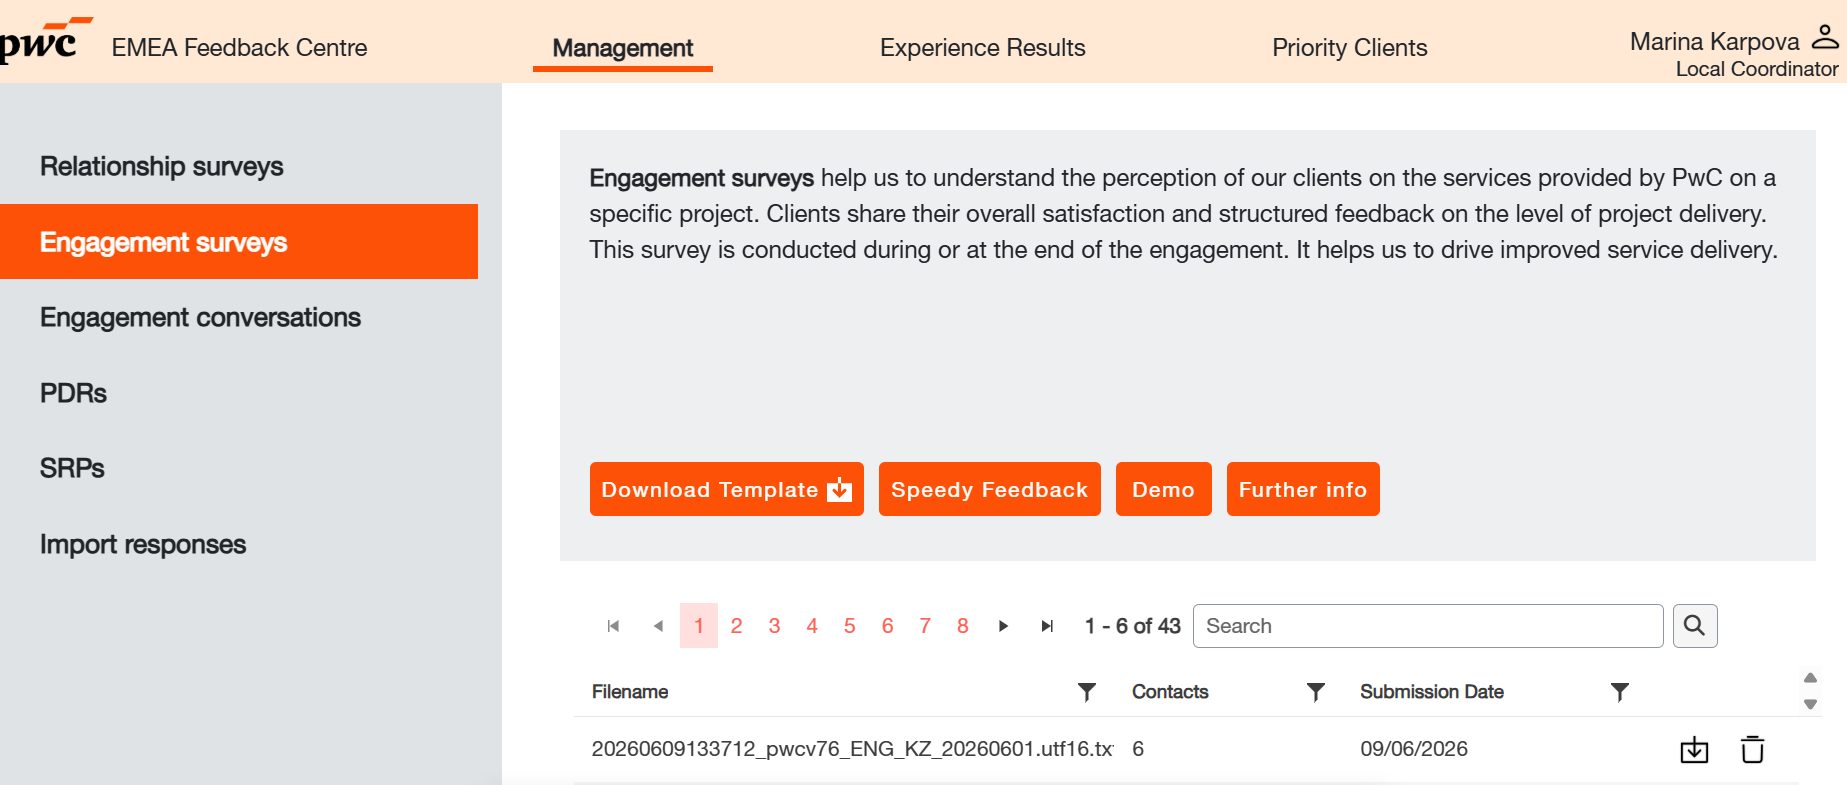 pwc
EMEA Feedback Centre
Management
Experience Results
Priority Clients
Marina Karpova
Local Coordinator
Relationship surveys
Engagement surveys
Engagement conversations
PDRs
SRPs
Import responses
Engagement surveys help us to understand the perception of our clients on the services provided by PwC on a
specific project. Clients share their overall satisfaction and structured feedback on the level of project delivery.
This survey is conducted during or at the end of the engagement. It helps us to drive improved service delivery.
Download Template
Speedy Feedback
Demo
Further info
1 2 3 4 5 6 7 8 1 - 6 of 43 Search
Filename Contacts Submission Date
20260609133712_pwcv76_ENG_KZ_20260601.utf16.tx 6 09/06/2026